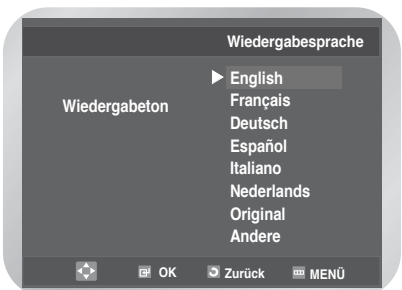 Wiedergabesprache
Wiedergabeton
English
Français
Deutsch
Español
Italiano
Nederlands
Original
Andere
OK Zurück MENÜ